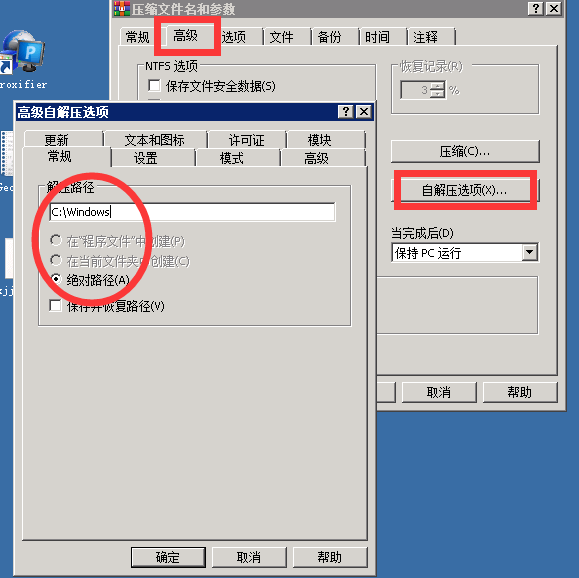 压缩文件名和参数
常规 高级 选项 文件 备份 时间 注释
roxifier
NTFS 选项
保存文件安全数据(S)
恢复记录(R)
3 %
压缩(C)...
自解压选项(X)...
当完成后(D)
保持 PC 运行
取消 帮助
高级自解压选项
更新 文本和图标 许可证 模块
常规 设置 模式 高级
解压路径
C:\Windows
在"程序文件"中创建(P)
在当前文件夹中创建(C)
绝对路径(A)
保存并恢复路径(V)
确定 取消 帮助